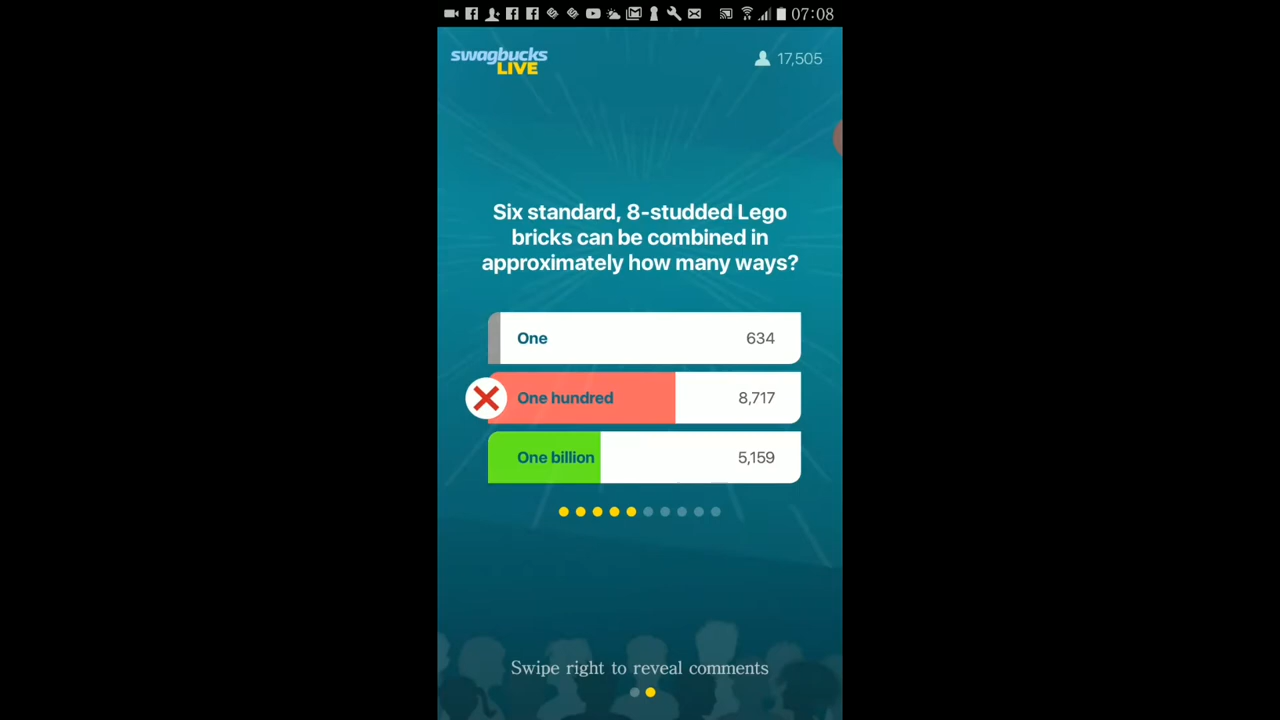 07:08
swagbucks
LIVE
17,505
Six standard, 8-studded Lego
bricks can be combined in
approximately how many ways?
One 634
One hundred 8,717
One billion 5,159
Swipe right to reveal comments